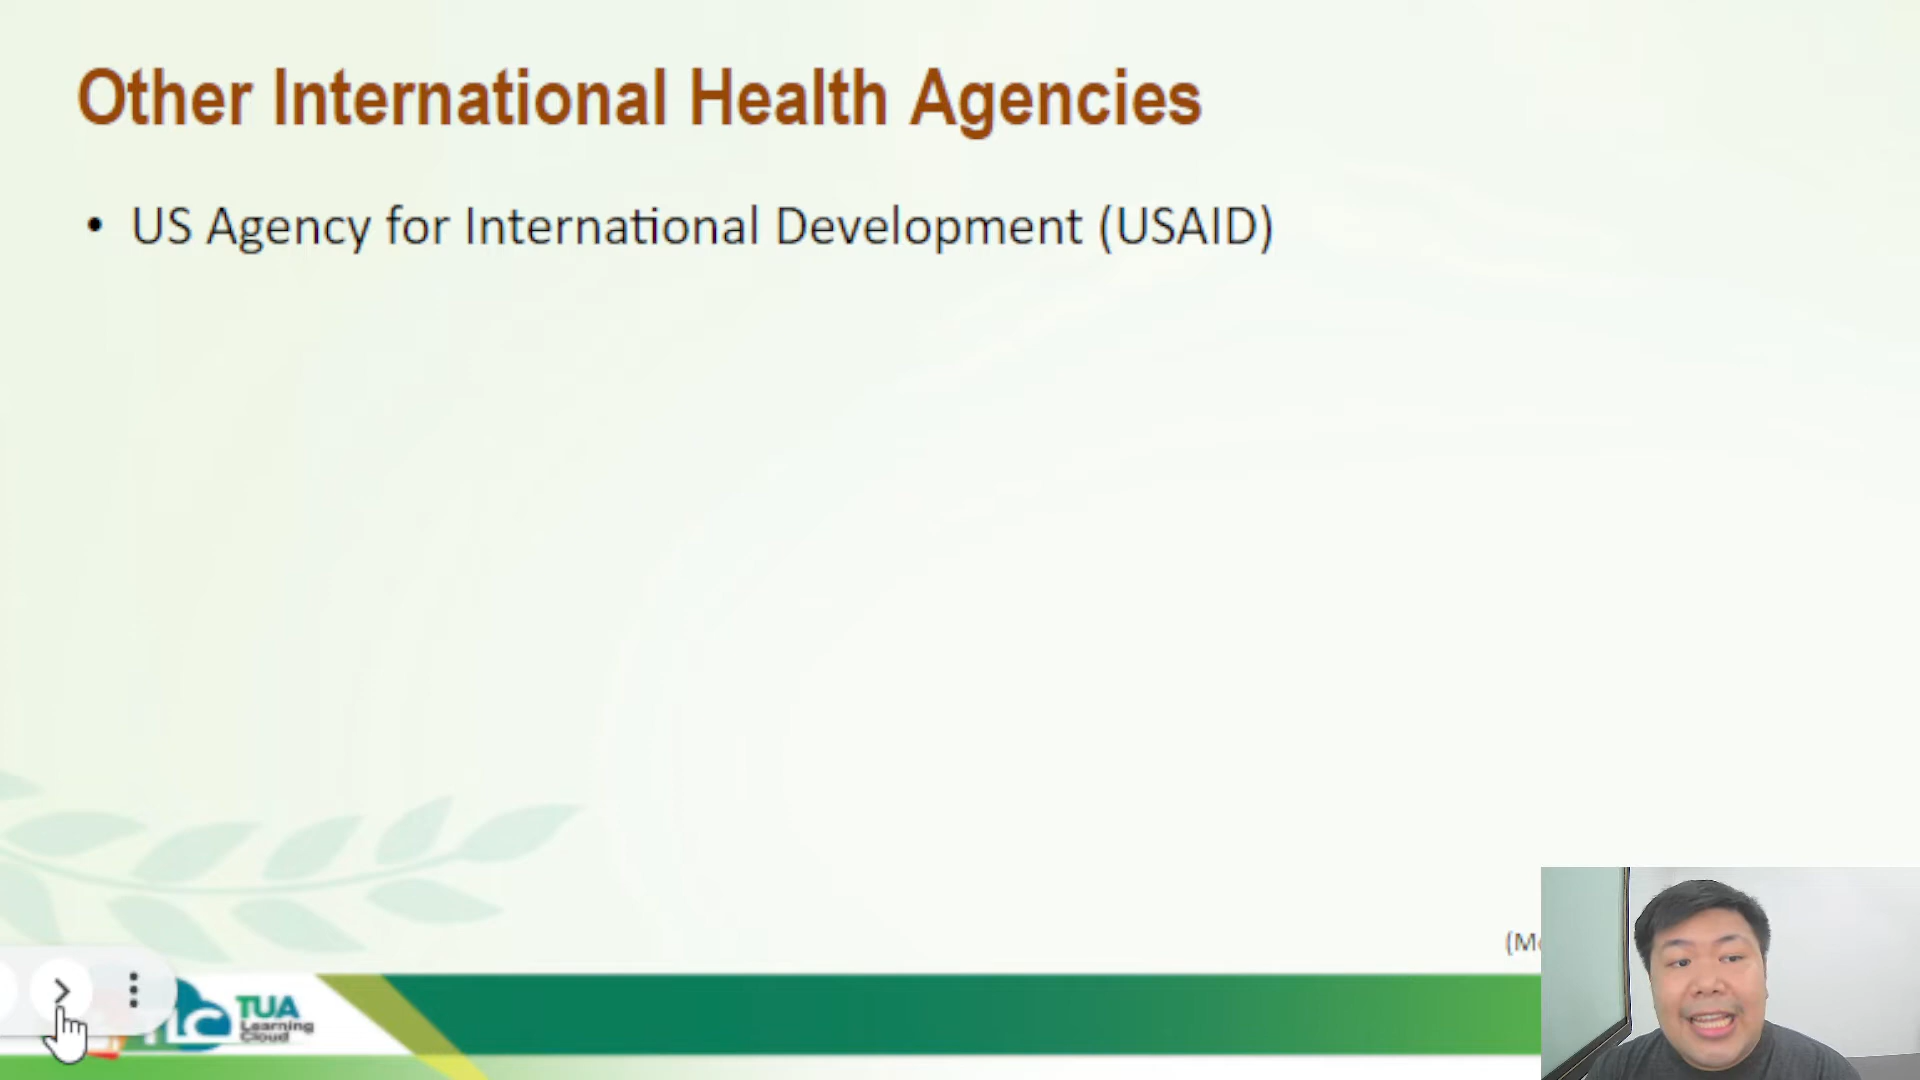 Other International Health Agencies
• US Agency for International Development (USAID)
TUA
Learning
Cloud